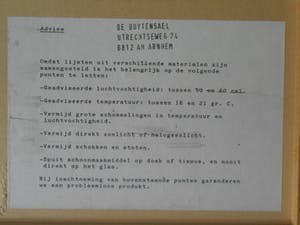 Advies
DE BUYTENSAEL
UTRECHTSEWEG 74
6812 AH ARNHEM
Omdat lijsten uit verschillende materialen zijn
samengesteld is het belangrijk op de volgende
punten te letten:
-Geadviseerde luchtvochtigheid: tussen 50 en 60 rel.
-Geadviseerde temperatuur: tussen 18 en 21 gr. C.
-Vermijd grote schommelingen in temperatuur en
luchtvochtigheid.
-Vermijd direkt zonlicht of halogeenlicht.
-Vermijd schokken en stoten.
-Spuit schoonmaakmiddel op doek of tissue, en nooit
direkt op het glas.
Bij inachtneming van bovenstaande punten garanderen
we een probleemloos produkt.